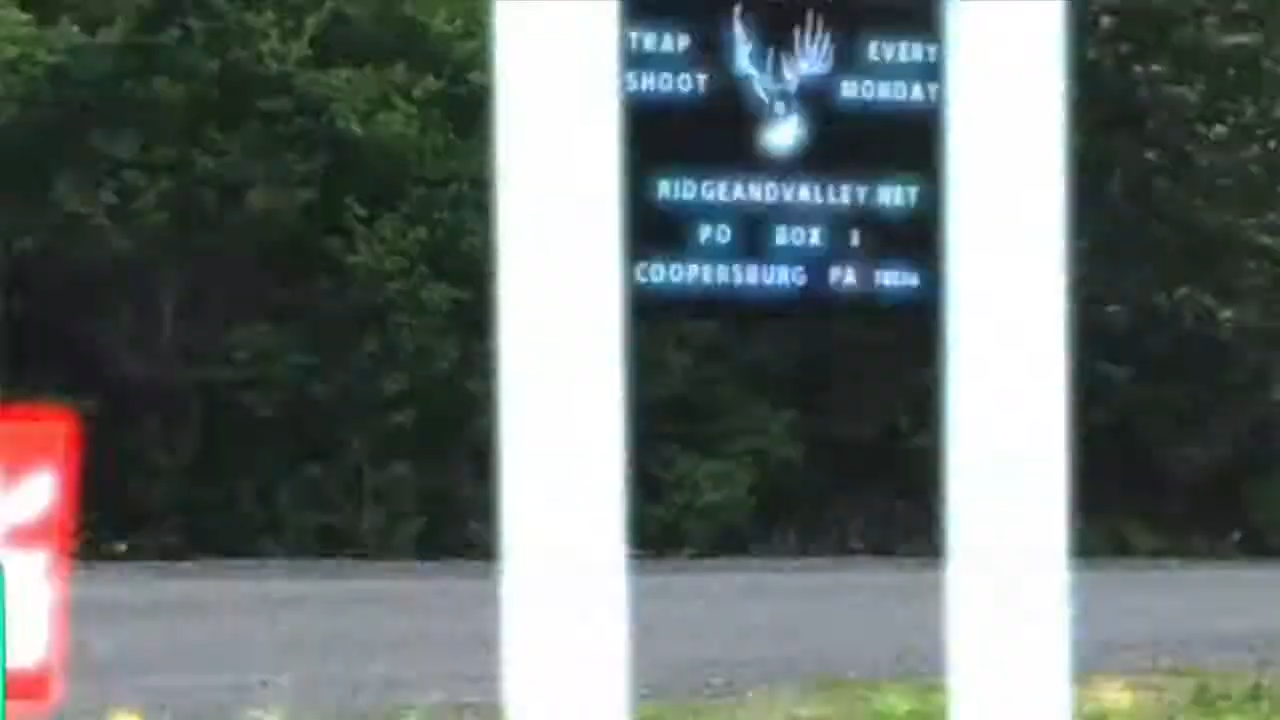 TRAP EVERY
SHOOT MONDAY
RIDGEANDVALLEY.NET
PO BOX
COOPERSBURG PA